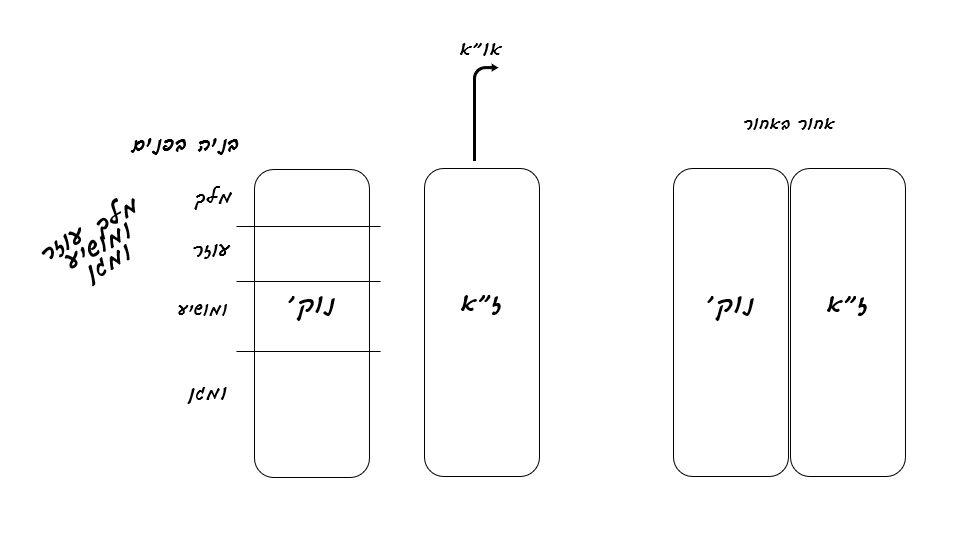 או"א
אחור באחור
בניה בפנים
מלך
עוזר
ומושיע
ומגן
מלך עוזר
ומושיע
ומגן
נוק'
ז"א
נוק'
ז"א